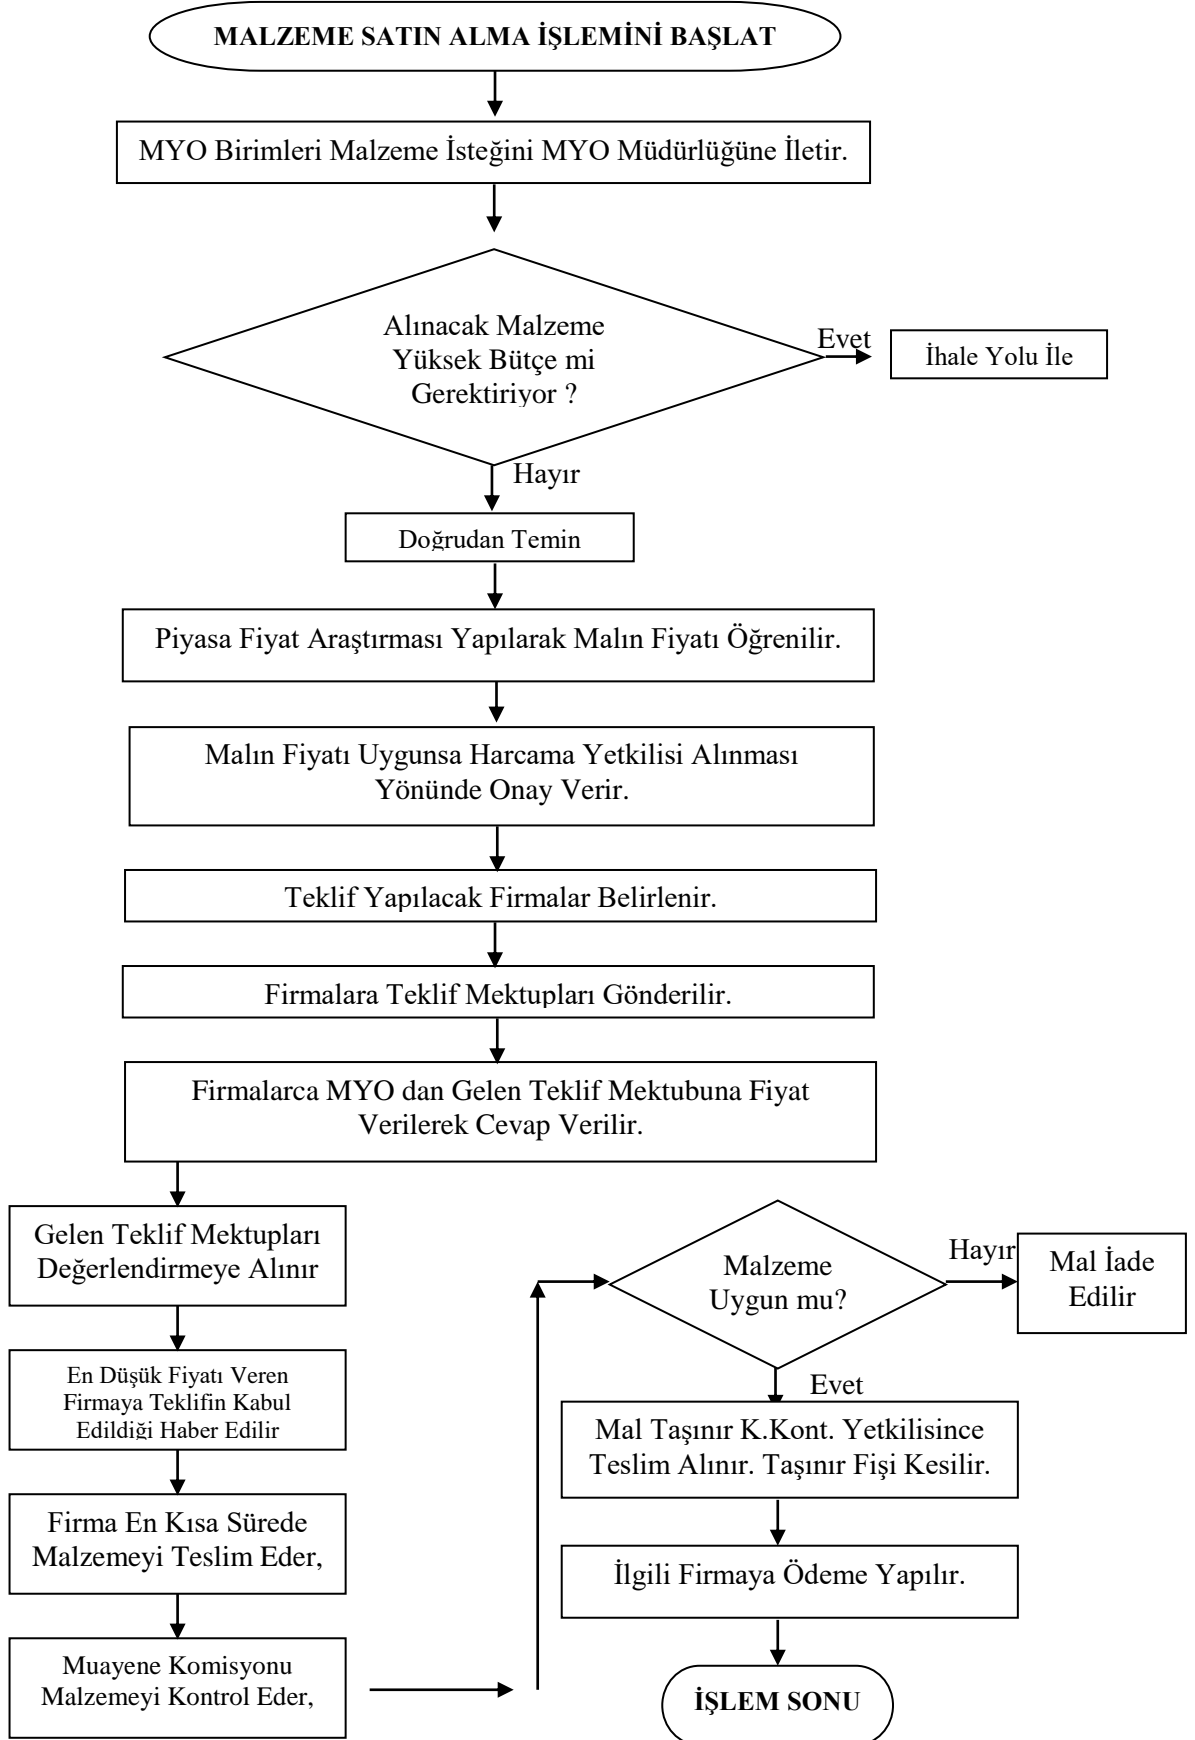 MALZEME SATIN ALMA İŞLEMİNİ BAŞLAT
MYO Birimleri Malzeme İsteğini MYO Müdürlüğüne İletir.
Alınacak Malzeme
Yüksek Bütçe mi
Gerektiriyor ?
Evet
İhale Yolu İle
Hayır
Doğrudan Temin
Piyasa Fiyat Araştırması Yapılarak Malın Fiyatı Öğrenilir.
Malın Fiyatı Uygunsa Harcama Yetkilisi Alınması
Yönünde Onay Verir.
Teklif Yapılacak Firmalar Belirlenir.
Firmalara Teklif Mektupları Gönderilir.
Firmalarca MYO dan Gelen Teklif Mektubuna Fiyat
Verilerek Cevap Verilir.
Gelen Teklif Mektupları
Değerlendirmeye Alınır
En Düşük Fiyatı Veren
Firmaya Teklifin Kabul
Edildiği Haber Edilir
Firma En Kısa Sürede
Malzemeyi Teslim Eder,
Muayene Komisyonu
Malzemeyi Kontrol Eder,
Malzeme
Uygun mu?
Hayır
Mal İade
Edilir
Evet
Mal Taşınır K.Kont. Yetkilisince
Teslim Alınır. Taşınır Fişi Kesilir.
İlgili Firmaya Ödeme Yapılır.
İŞLEM SONU